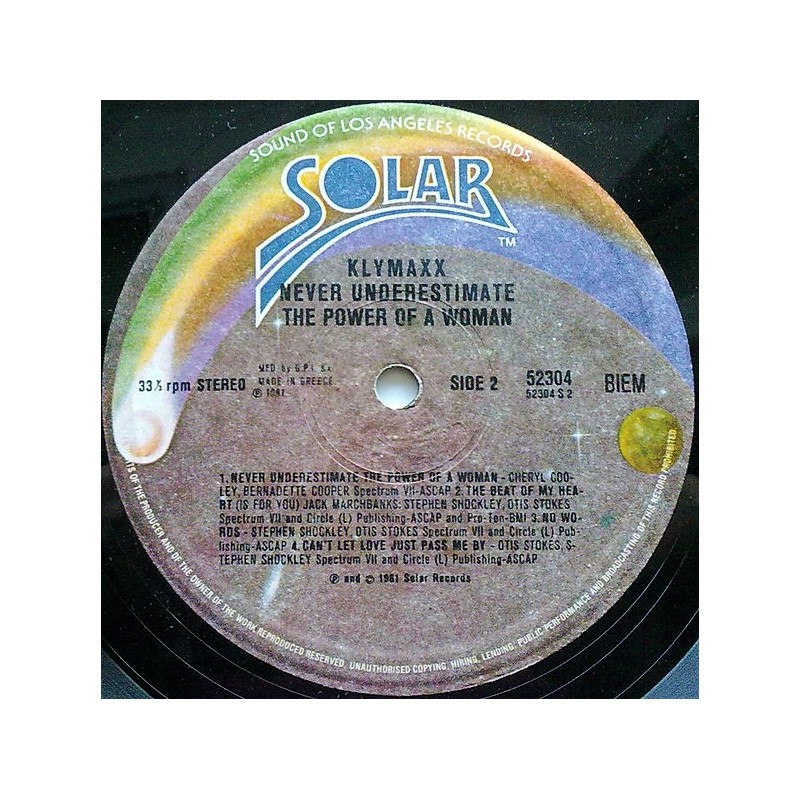 SOUND OF LOS ANGELES RECORDS
SOLAR
TM
KLYMAXX
NEVER UNDERESTIMATE
THE POWER OF A WOMAN
33⅓ rpm STEREO
MFD by
MADE IN GREECE
℗ 1981
SIDE 2
52304
52304 S 2
BIEM
1. NEVER UNDERESTIMATE THE POWER OF A WOMAN - CHERYL COO-
LEY, BERNADETTE COOPER Spectrum VII-ASCAP 2. THE BEAT OF MY HEA-
RT (IS FOR YOU) JACK MARCHBANKS: STEPHEN SHOCKLEY, OTIS STOKES
Spectrum VII and Circle (L) Publishing-ASCAP and Pro-Ton-BMI 3. NO WO-
RDS - STEPHEN SHOCKLEY, OTIS STOKES Spectrum VII and Circle (L) Pub-
lishing-ASCAP 4. CAN'T LET LOVE JUST PASS ME BY - OTIS STOKES, S-
TEPHEN SHOCKLEY Spectrum VII and Circle (L) Publishing-ASCAP
℗ and © 1981 Solar Records
OF THE PRODUCER AND OF THE OWNER OF THE WORK REPRODUCED RESERVED. UNAUTHORISED COPYING, HIRING, LENDING, PUBLIC PERFORMANCE AND BROADCASTING OF THIS RECORD PROHIBITED.